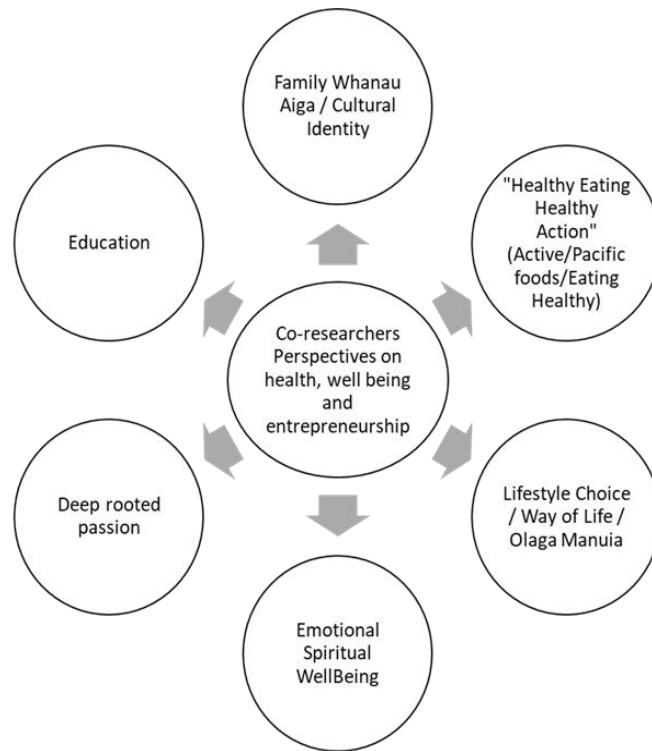 Family Whanau
Aiga / Cultural
Identity
"Healthy Eating
Healthy
Action"
(Active/Pacific
foods/Eating
Healthy)
Education
Co-researchers
Perspectives on
health, well being
and
entrepreneurship
Deep rooted
passion
Lifestyle Choice
/ Way of Life /
Olaga Manuia
Emotional
Spiritual
WellBeing